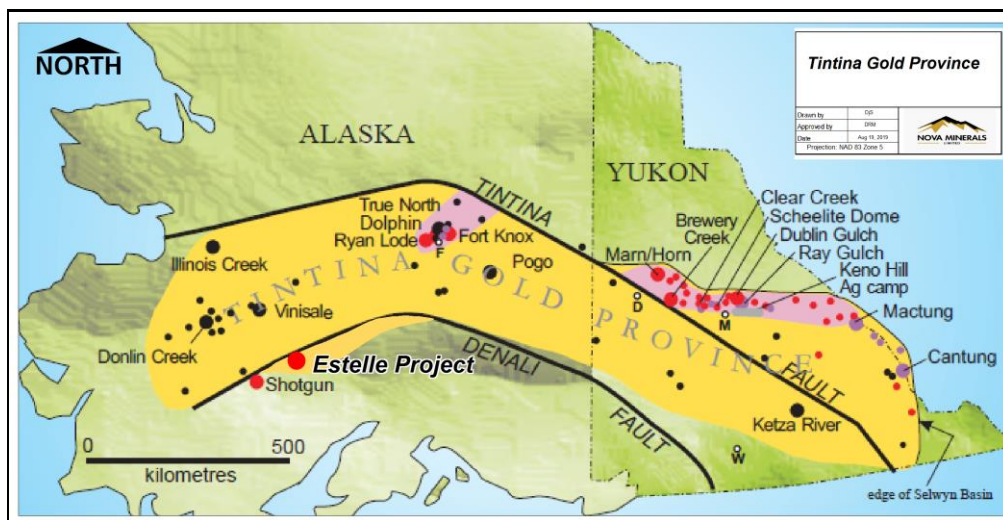 NORTH
Tintina Gold Province
Drawn by
DjS
Approved by
DRM
Date
Aug 19, 2019
Projection: NAD 83 Zone 5
NOVA MINERALS
LIMITED
ALASKA
YUKON
TINTINA
FAULT
Clear Creek
Scheelite Dome
Dublin Gulch
Ray Gulch
Keno Hill
Ag camp
Brewery
Creek
Marn/Horn
Mactung
Cantung
True North
Dolphin
Ryan Lode
Fort Knox
F
Pogo
Illinois Creek
TINTINA GOLD PROVINCE
Vinisale
Donlin Creek
D
M
Estelle Project
Shotgun
DENALI
FAULT
Ketza River
W
0
500
kilometres
edge of Selwyn Basin